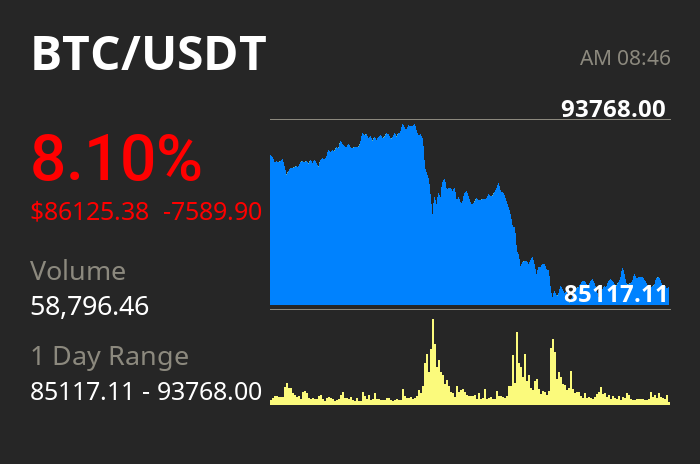 BTC/USDT
AM 08:46
93768.00
8.10%
$86125.38 -7589.90
Volume
58,796.46
85117.11
1 Day Range
85117.11 - 93768.00